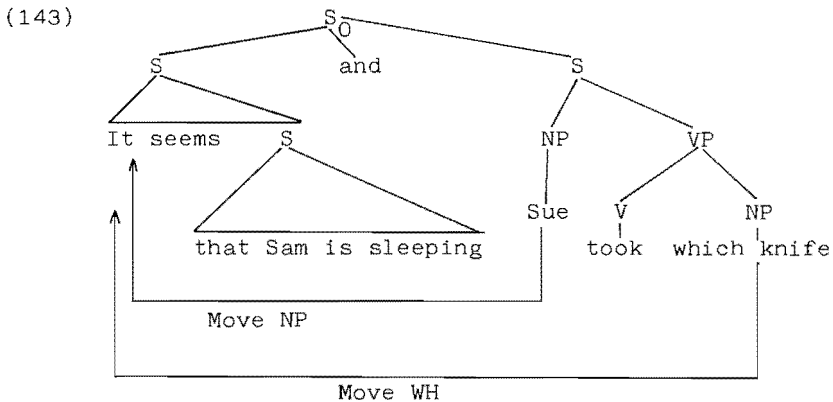 (143)
S₀
S and S
It seems S NP VP
Sue V NP
that Sam is sleeping took which knife
Move NP
Move WH